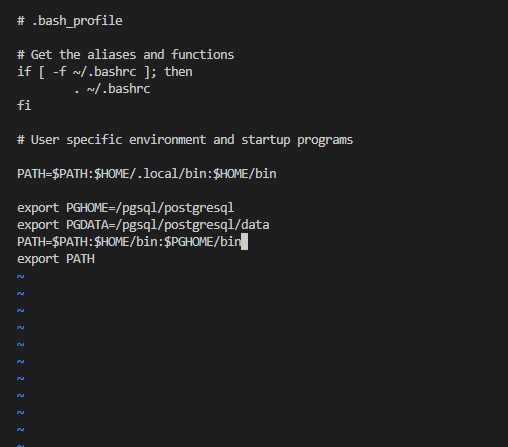 # .bash_profile
# Get the aliases and functions
if [ -f ~/.bashrc ]; then
. ~/.bashrc
fi
# User specific environment and startup programs
PATH=$PATH:$HOME/.local/bin:$HOME/bin
export PGHOME=/pgsql/postgresql
export PGDATA=/pgsql/postgresql/data
PATH=$PATH:$HOME/bin:$PGHOME/bin
export PATH
~
~
~
~
~
~
~
~
~
~
~